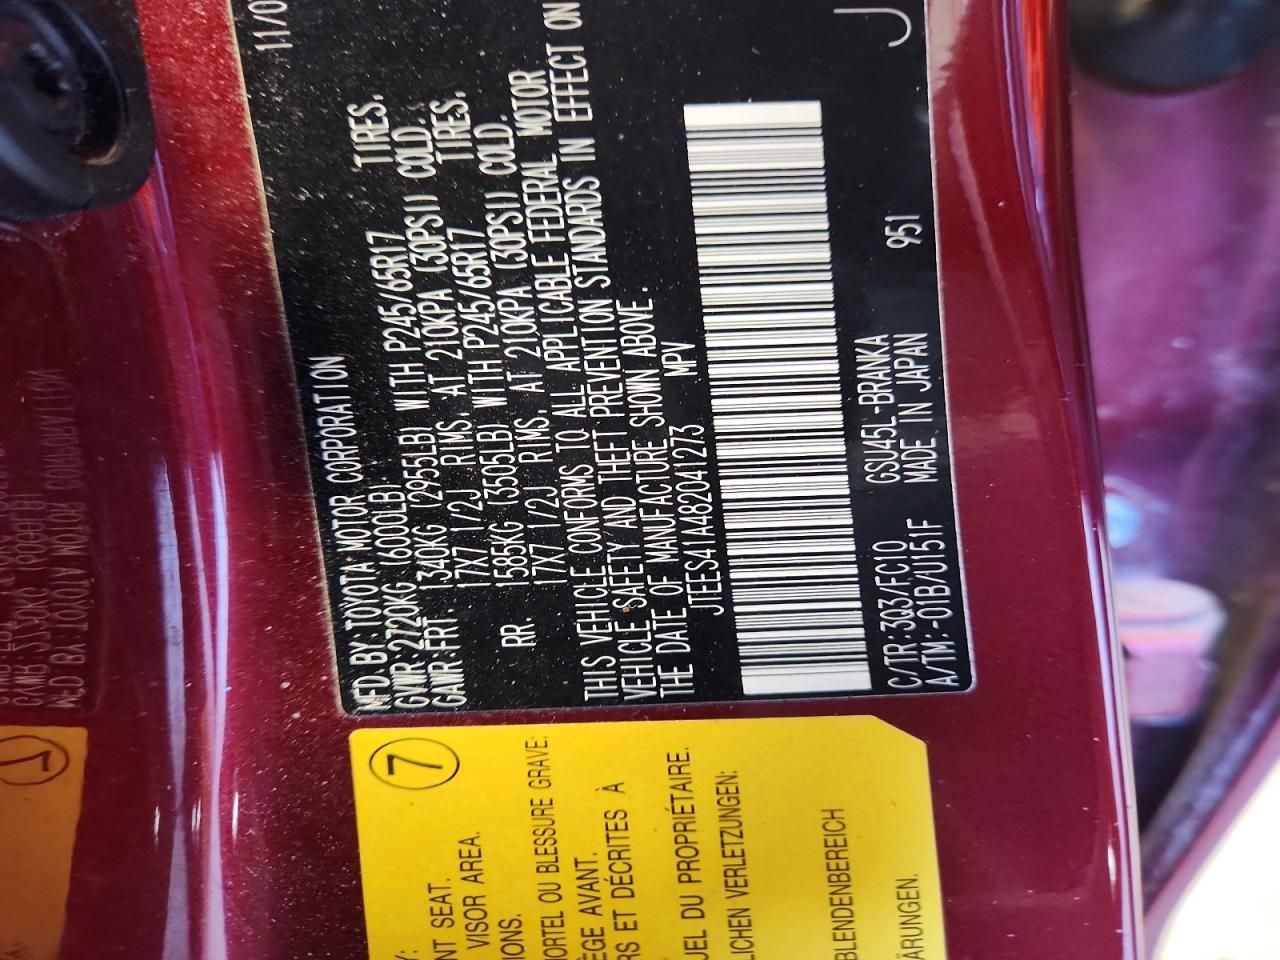 11/0
MFD BY: TOYOTA MOTOR CORPORATION
GVWR 2720KG (6000LB)
GAWR FRT 1340KG (2955LB) WITH P245/65R17 TIRES.
17X7 1/2J RIMS. AT 210KPA (30PSI) COLD.
RR. 1585KG (3505LB) WITH P245/65R17 TIRES.
17X7 1/2J RIMS. AT 210KPA (30PSI) COLD.
THIS VEHICLE CONFORMS TO ALL APPLICABLE FEDERAL MOTOR
VEHICLE SAFETY AND THEFT PREVENTION STANDARDS IN EFFECT ON
THE DATE OF MANUFACTURE SHOWN ABOVE.
JTEES41A482041273 MPV
C/TR: 3Q3/FC10 GSU45L-BRANKA 951
A/TM: -01B/U151F MADE IN JAPAN
J
7
Y:
NT SEAT.
VISOR AREA.
IONS.
MORTEL OU BLESSURE GRAVE:
ÈGE AVANT.
RS ET DÉCRITES À
UEL DU PROPRIÉTAIRE.
LICHEN VERLETZUNGEN:
BLENDENBEREICH
ÄRUNGEN.